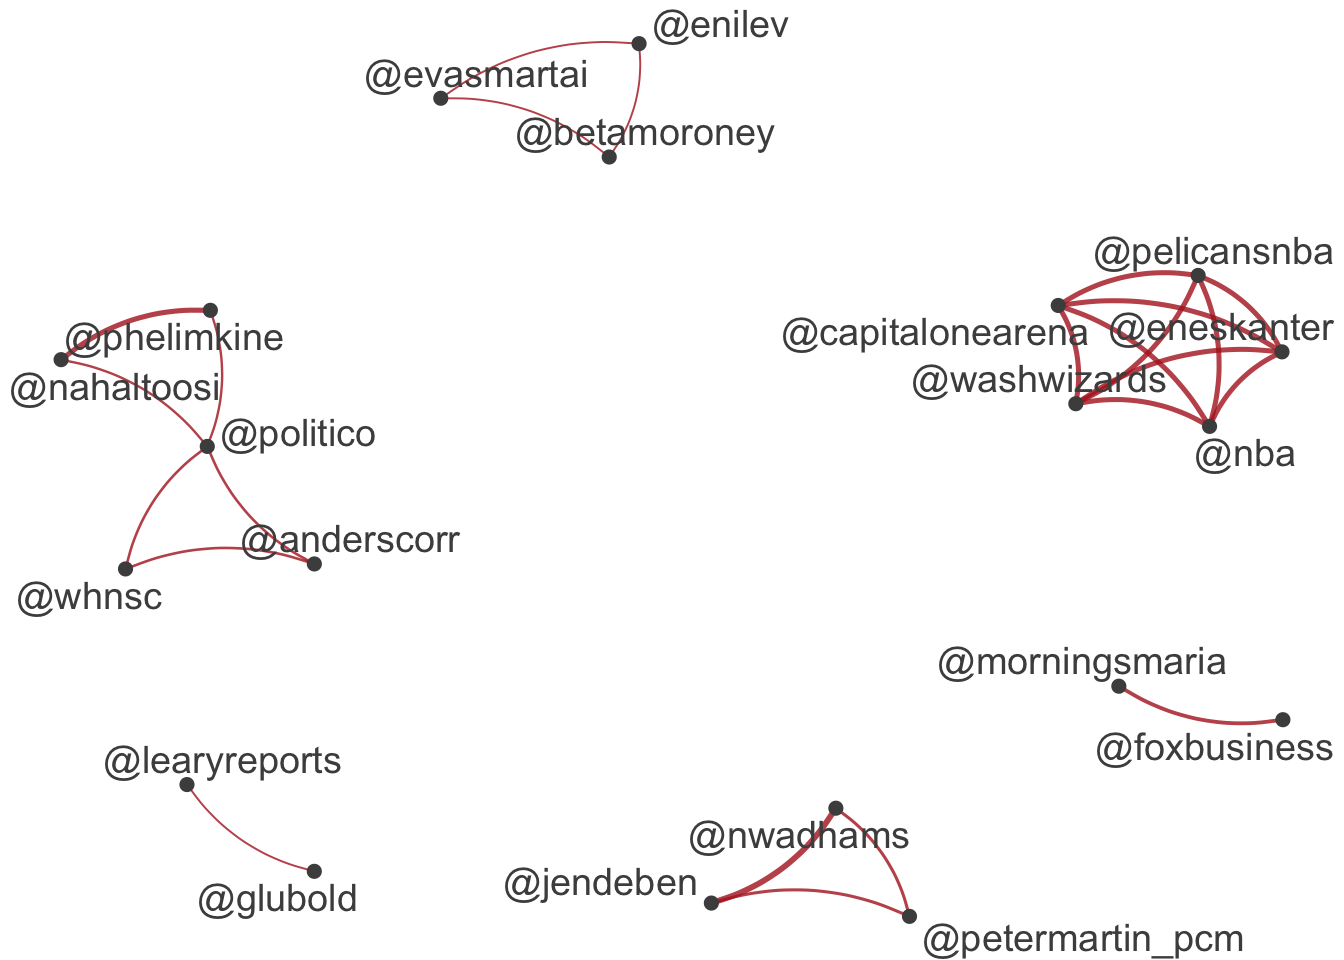 @enilev
@evasmartai
@betamoroney
@pelicansnba
@eneskanter
@capitalonearena
@phelimkine
@washwizards
@nahaltoosi
@politico
@nba
@anderscorr
@whnsc
@morningsmaria
@foxbusiness
@learyreports
@nwadhams
@jendeben
@glubold
@petermartin_pcm